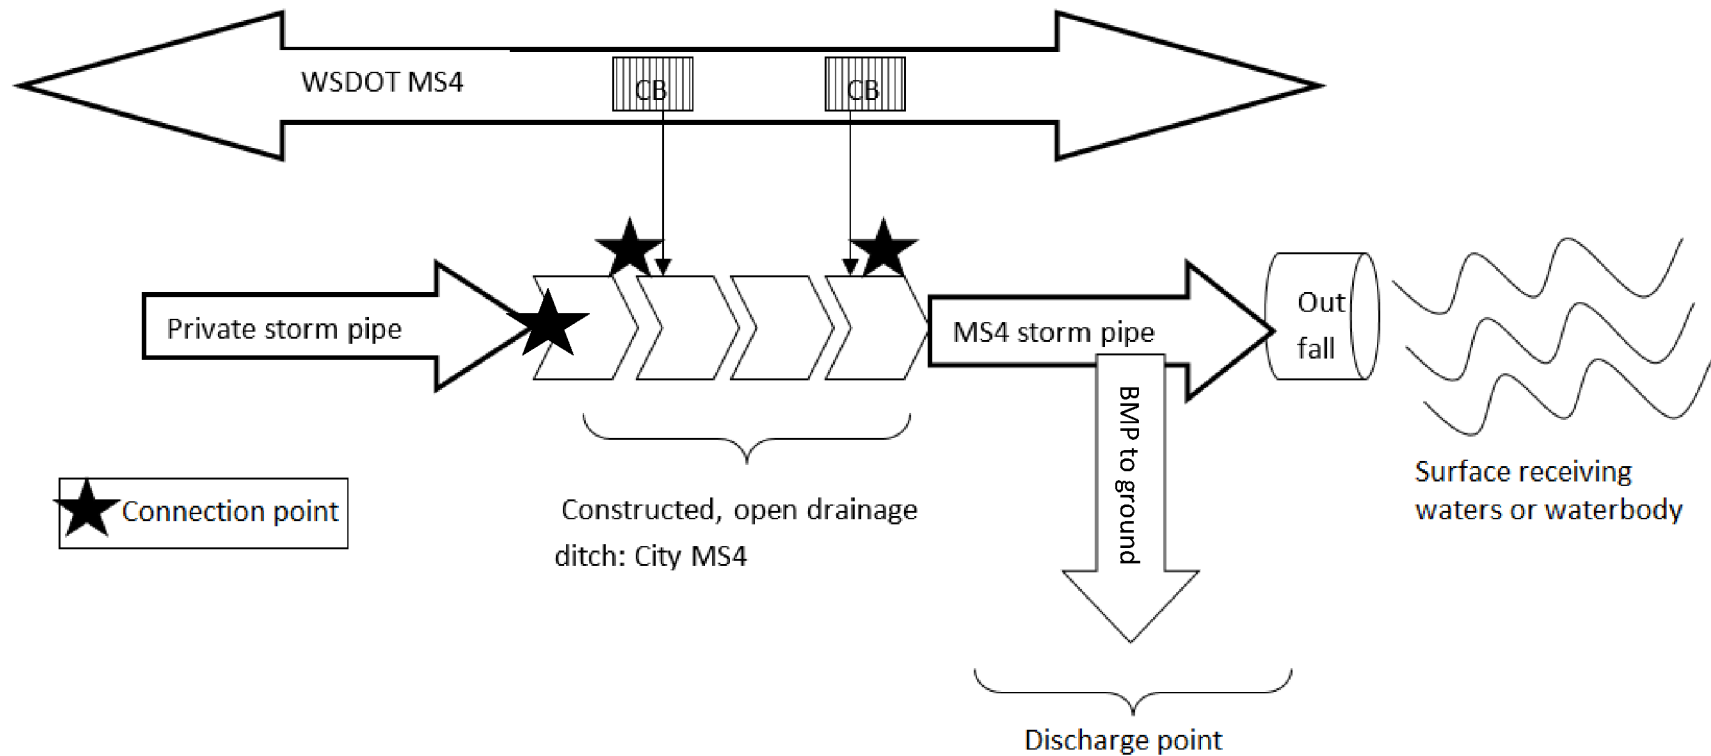 WSDOT MS4
CB
CB
Private storm pipe
MS4 storm pipe
Out
fall
BMP to ground
Connection point
Constructed, open drainage
ditch: City MS4
Surface receiving
waters or waterbody
Discharge point